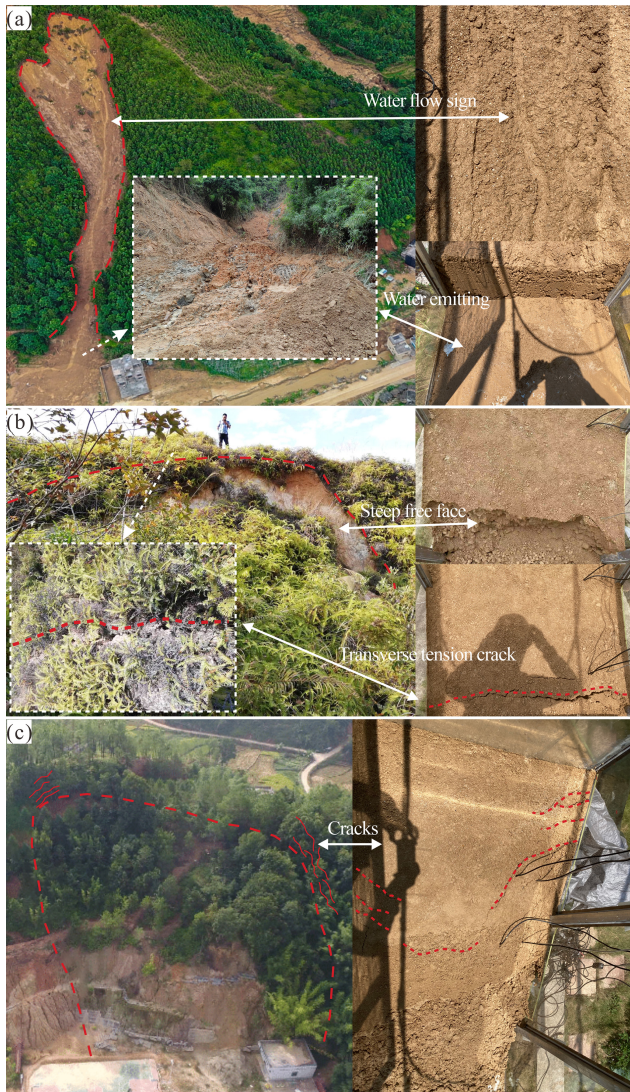 (a)
Water flow sign
Water emitting
(b)
Steep free face
Transverse tension crack
(c)
Cracks